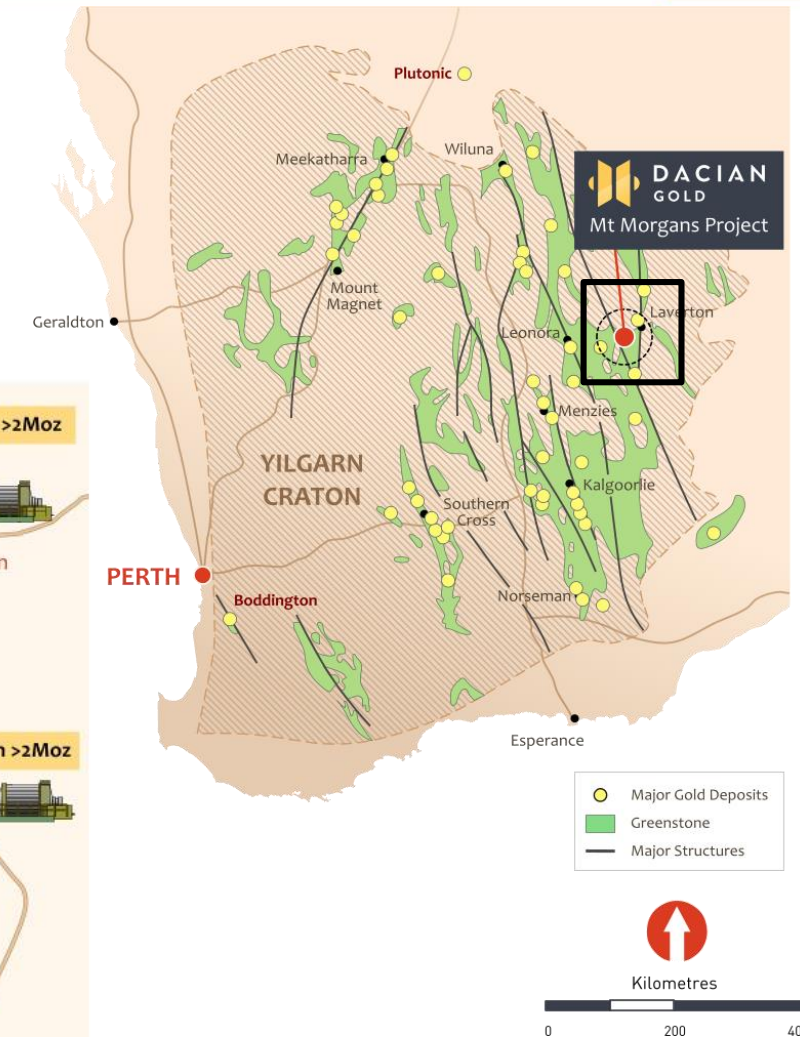 Plutonic
Wiluna
Meekatharra
DACIAN
GOLD
Mt Morgans Project
Mount
Magnet
Geraldton
Laverton
Leonora
>2Moz
Menzies
YILGARN
CRATON
Kalgoorlie
Southern
Cross
PERTH
Boddington
Norseman
>2Moz
Esperance
Major Gold Deposits
Greenstone
Major Structures
Kilometres
0 200